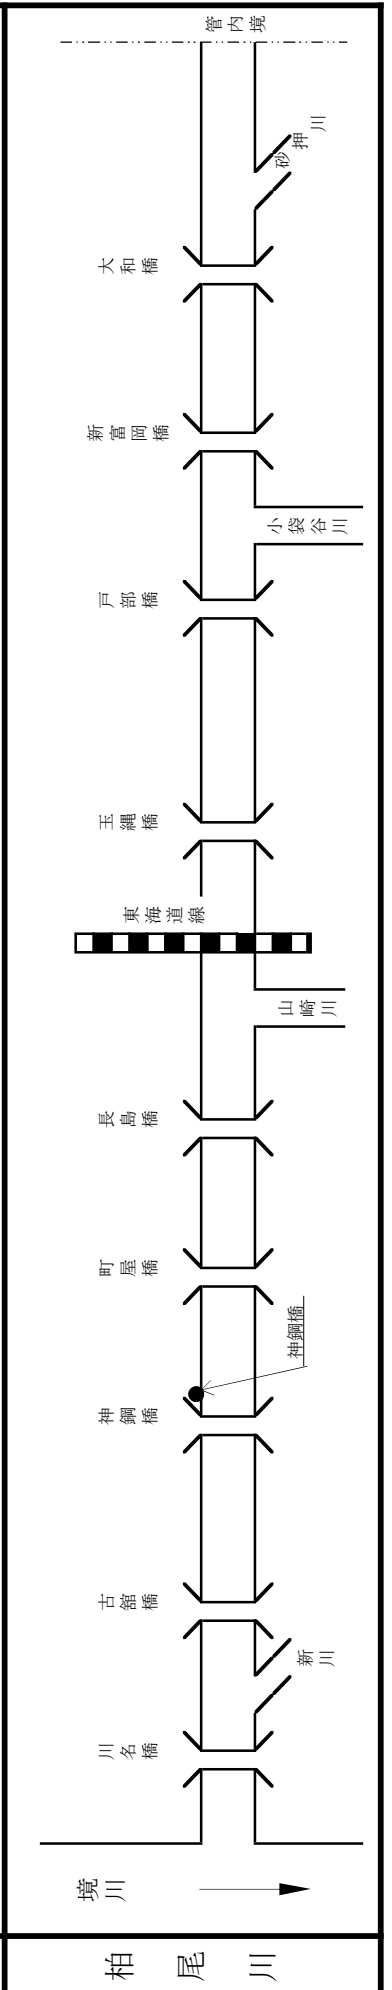 管内境
砂押川
大和橋
新富岡橋
小袋谷川
戸部橋
玉縄橋
東海道線
山崎川
長島橋
町屋橋
神鋼橋
神鋼橋
古舘橋
新川
川名橋
境川
柏尾川